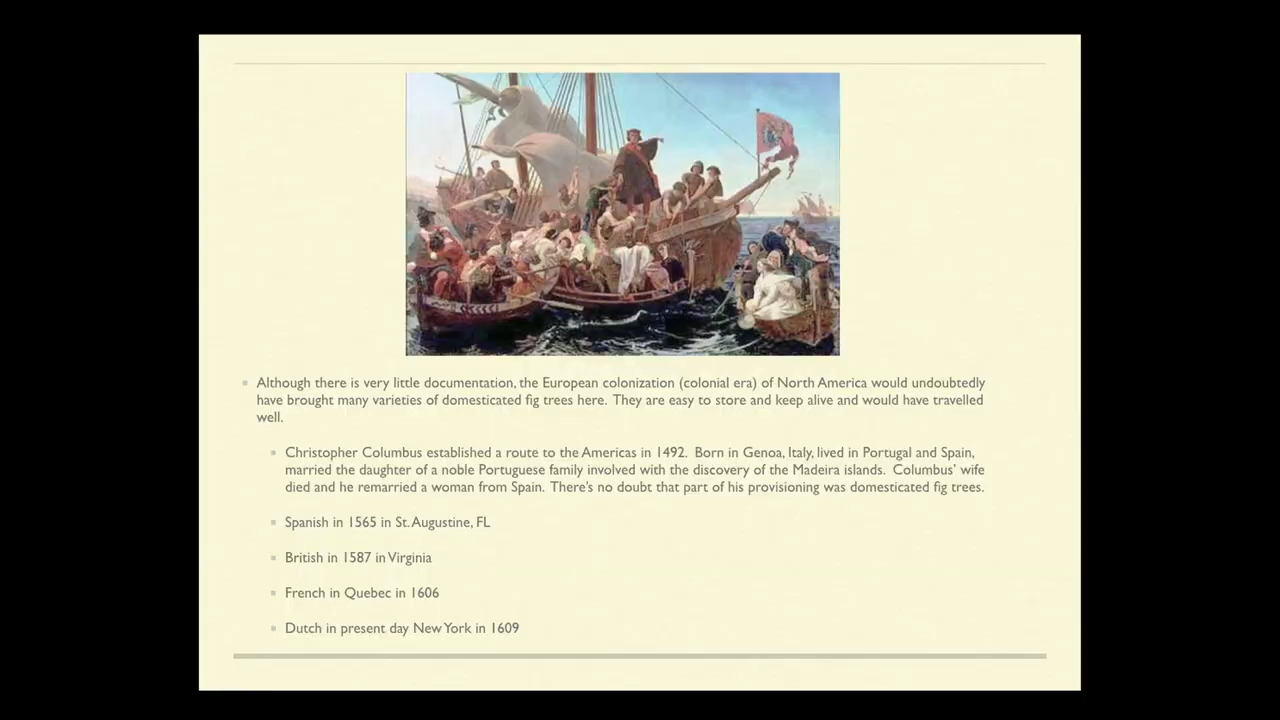 Although there is very little documentation, the European colonization (colonial era) of North America would undoubtedly
have brought many varieties of domesticated fig trees here.  They are easy to store and keep alive and would have travelled
well.
Christopher Columbus established a route to the Americas in 1492.  Born in Genoa, Italy, lived in Portugal and Spain,
married the daughter of a noble Portuguese family involved with the discovery of the Madeira islands.  Columbus' wife
died and he remarried a woman from Spain.  There's no doubt that part of his provisioning was domesticated fig trees.
Spanish in 1565 in St. Augustine, FL
British in 1587 in Virginia
French in Quebec in 1606
Dutch in present day New York in 1609